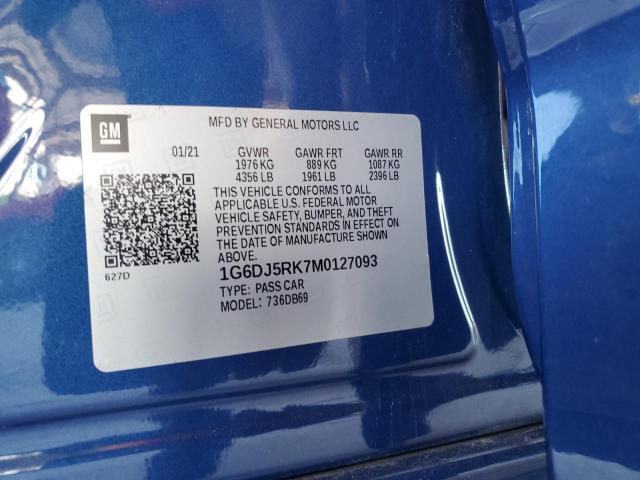 GM
MFD BY GENERAL MOTORS LLC
01/21 GVWR GAWR FRT GAWR RR
1976 KG 889 KG 1087 KG
4356 LB 1961 LB 2396 LB
THIS VEHICLE CONFORMS TO ALL
APPLICABLE U.S. FEDERAL MOTOR
VEHICLE SAFETY, BUMPER, AND THEFT
PREVENTION STANDARDS IN EFFECT ON
THE DATE OF MANUFACTURE SHOWN
ABOVE.
627D
1G6DJ5RK7M0127093
TYPE: PASS CAR
MODEL: 736DB69